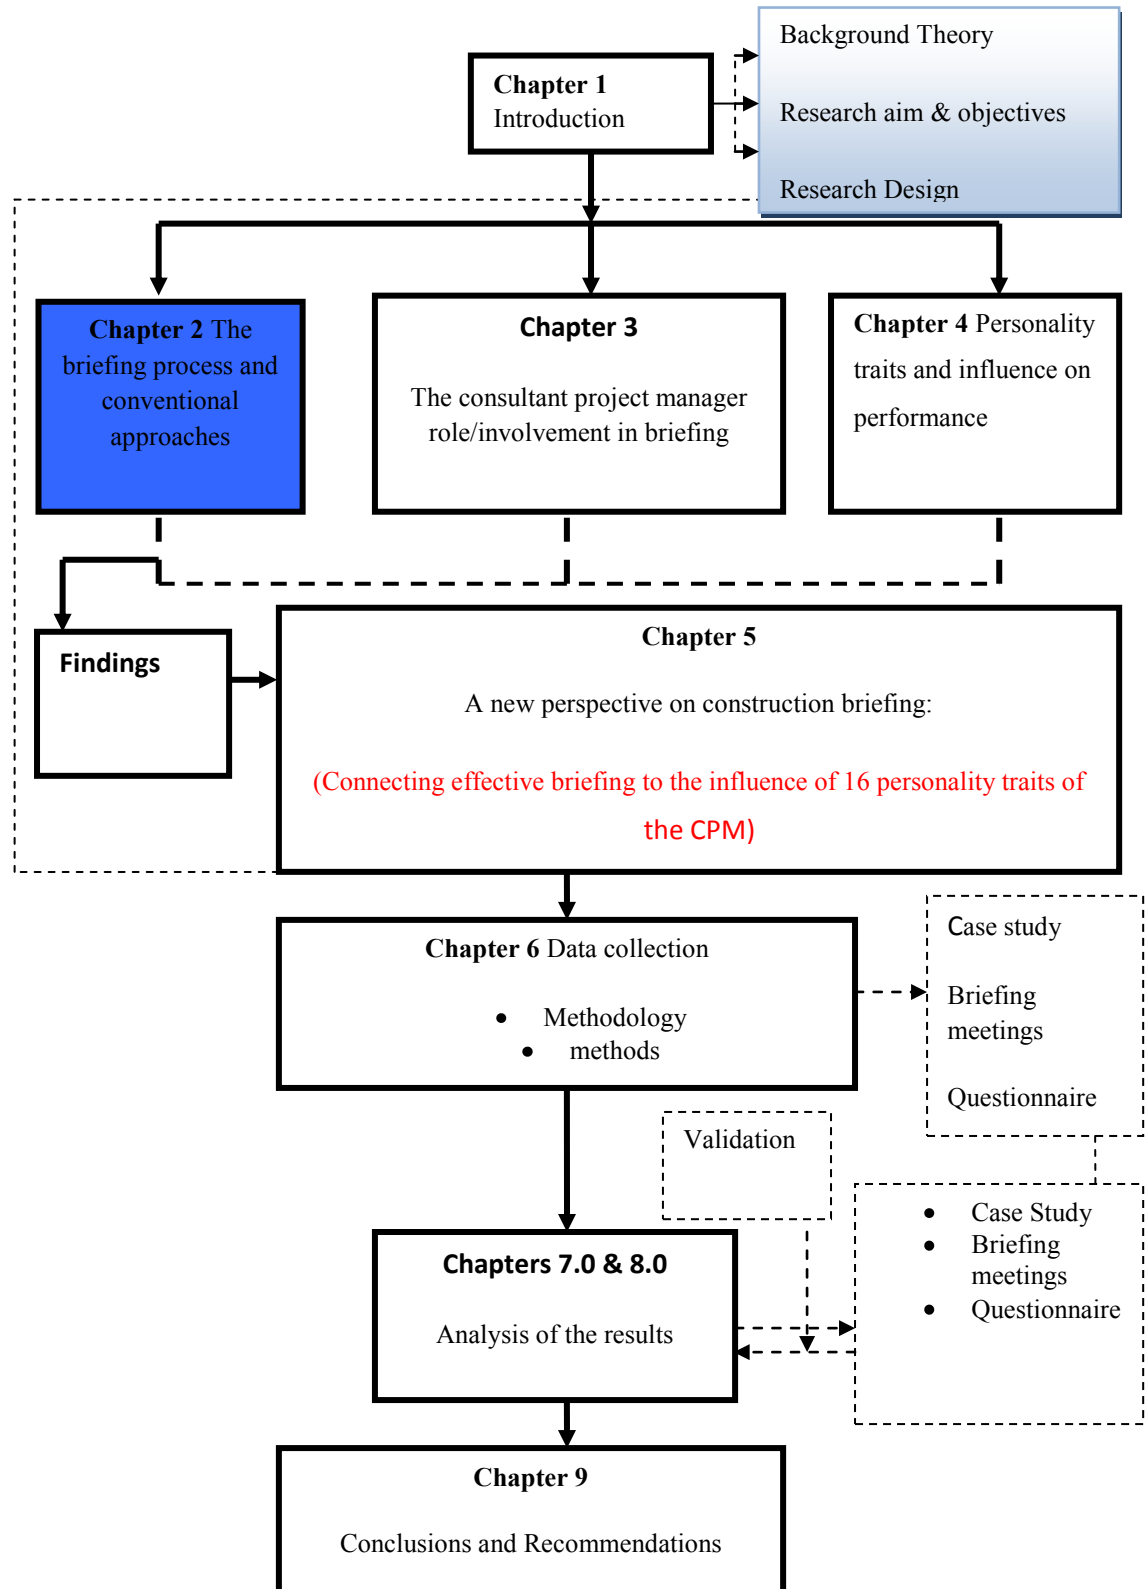 Background Theory
Chapter 1
Introduction
Research aim & objectives
Research Design
Chapter 2 The
briefing process and
conventional
approaches
Chapter 3
The consultant project manager
role/involvement in briefing
Chapter 4 Personality
traits and influence on
performance
Findings
Chapter 5
A new perspective on construction briefing:
(Connecting effective briefing to the influence of 16 personality traits of
the CPM)
Chapter 6 Data collection
• Methodology
• methods
Case study
Briefing
meetings
Questionnaire
Validation
• Case Study
• Briefing
meetings
• Questionnaire
Chapters 7.0 & 8.0
Analysis of the results
Chapter 9
Conclusions and Recommendations